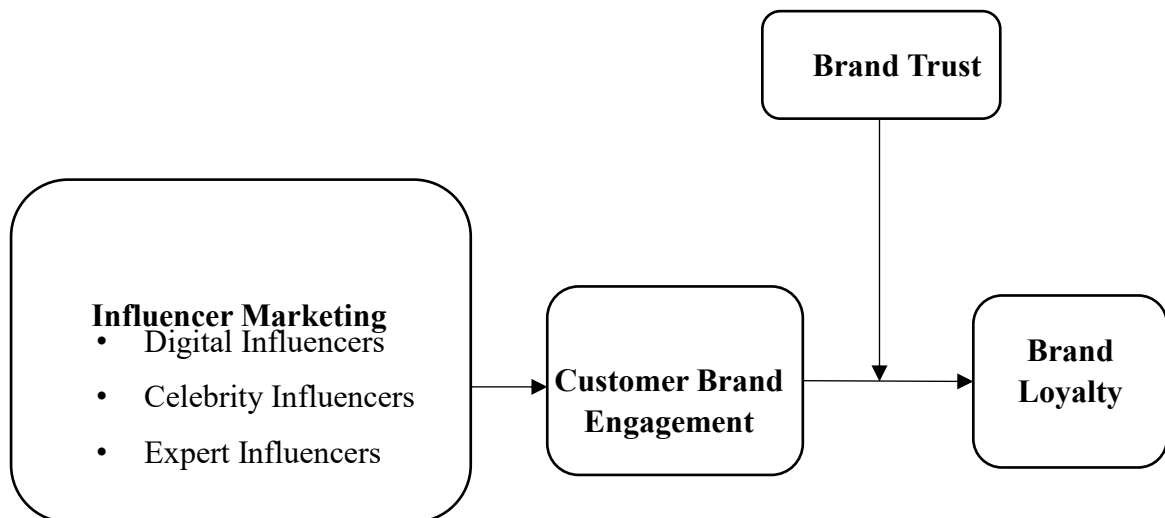 Brand Trust
Influencer Marketing
• Digital Influencers
• Celebrity Influencers
• Expert Influencers
Customer Brand
Engagement
Brand
Loyalty